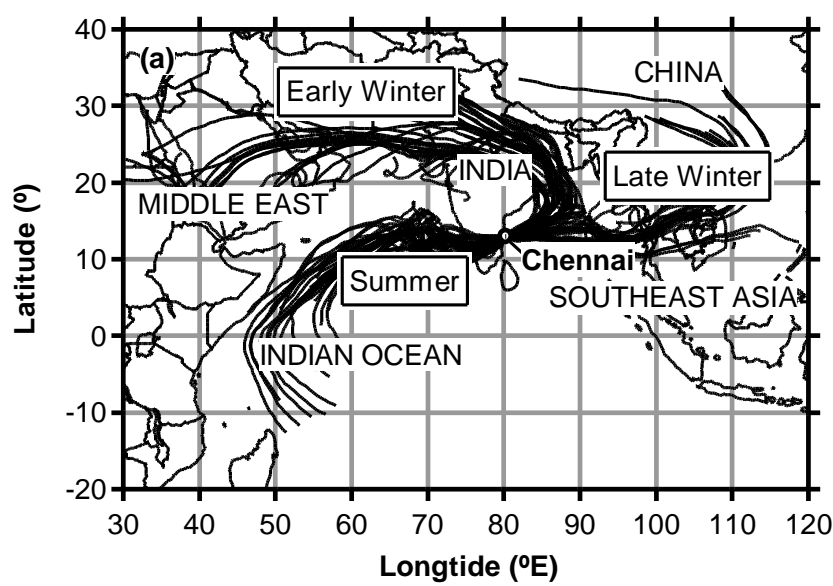 (a)
CHINA
Early Winter
INDIA
Late Winter
MIDDLE EAST
Chennai
Summer
SOUTHEAST ASIA
INDIAN OCEAN
40
30
20
10
0
-10
-20
Latitude (º)
30 40 50 60 70 80 90 100 110 120
Longtide (ºE)